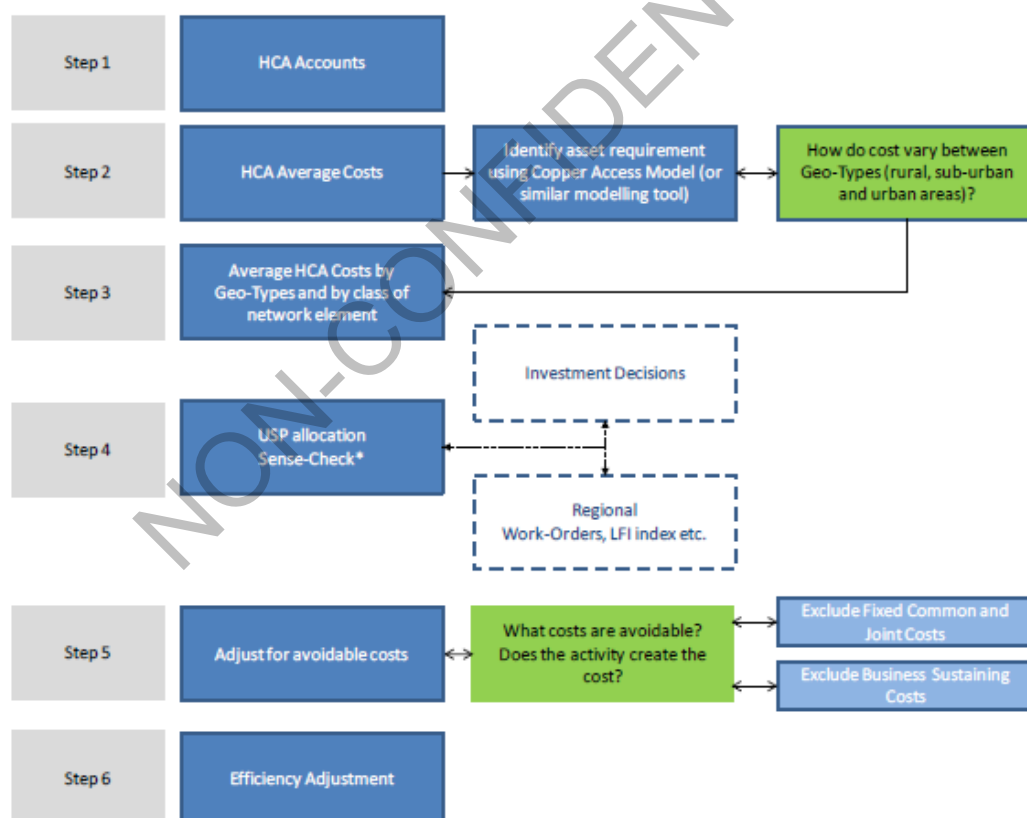 Step 1
HCA Accounts
Step 2
HCA Average Costs
Identify asset requirement
using Copper Access Model (or
similar modelling tool)
How do cost vary between
Geo-Types (rural, sub-urban
and urban areas)?
Step 3
Average HCA Costs by
Geo-Types and by class of
network element
Investment Decisions
Step 4
USP allocation
Sense-Check*
Regional
Work-Orders, LFI index etc.
Step 5
Adjust for avoidable costs
What costs are avoidable?
Does the activity create the
cost?
Exclude Fixed Common and
Joint Costs
Exclude Business Sustaining
Costs
Step 6
Efficiency Adjustment
NON-CONFIDEN